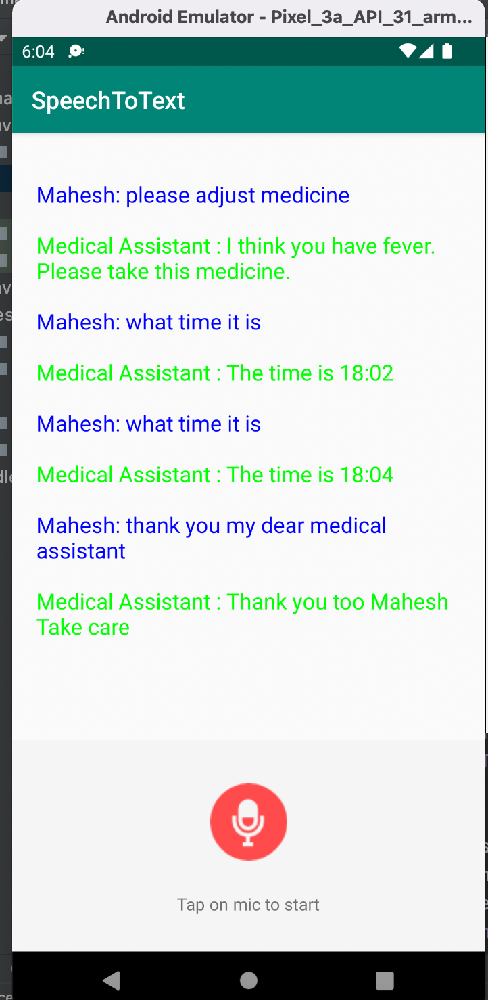 Android Emulator - Pixel_3a_API_31_arm...
6:04
SpeechToText
Mahesh: please adjust medicine
Medical Assistant : I think you have fever.
Please take this medicine.
Mahesh: what time it is
Medical Assistant : The time is 18:02
Mahesh: what time it is
Medical Assistant : The time is 18:04
Mahesh: thank you my dear medical
assistant
Medical Assistant : Thank you too Mahesh
Take care
Tap on mic to start